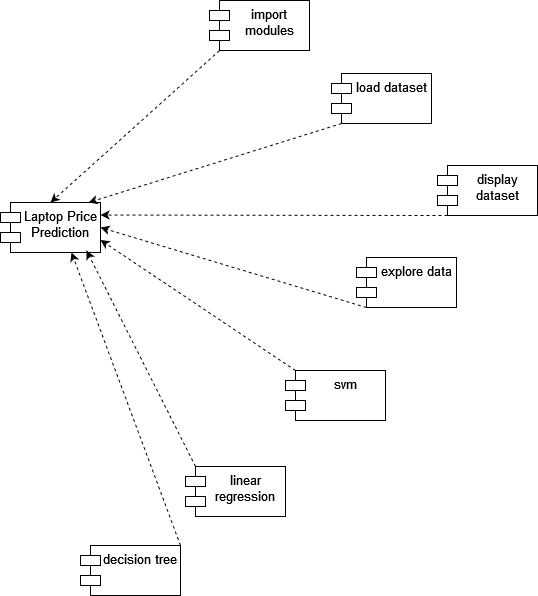 import
modules
load dataset
display
dataset
Laptop Price
Prediction
explore data
svm
linear
regression
decision tree